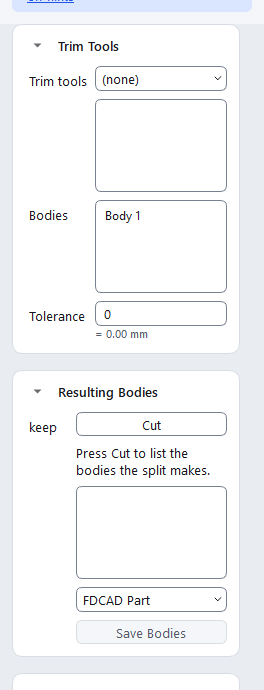 Trim Tools
Trim tools (none)
Bodies Body 1
Tolerance 0
= 0.00 mm
Resulting Bodies
keep Cut
Press Cut to list the
bodies the split makes.
FDCAD Part
Save Bodies